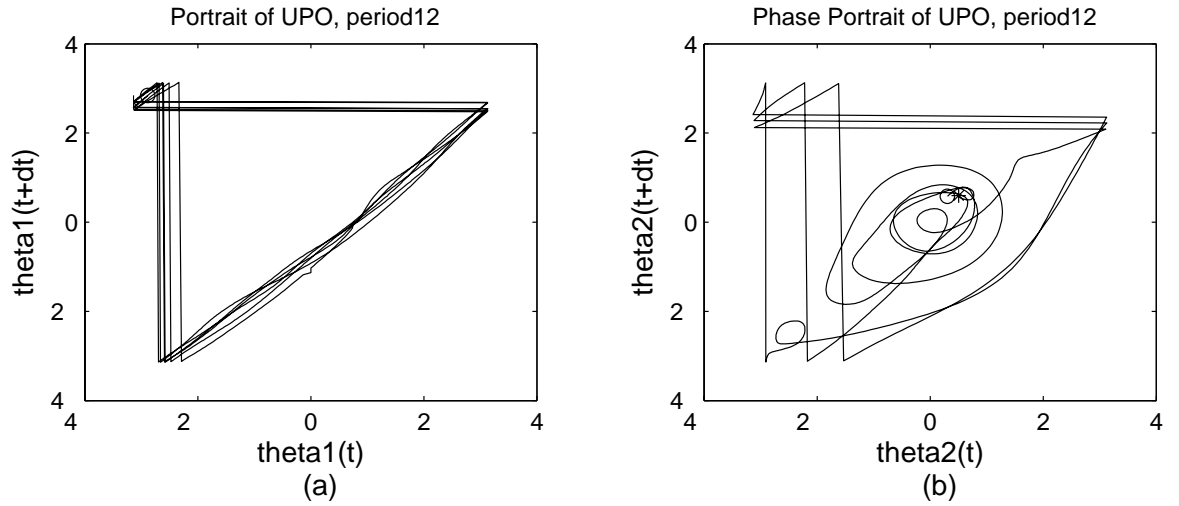 Portrait of UPO, period12
4
2
0
2
4
4
2
0
2
4
theta1(t+dt)
theta1(t)
(a)
Phase Portrait of UPO, period12
4
2
0
2
4
4
2
0
2
4
theta2(t+dt)
theta2(t)
(b)